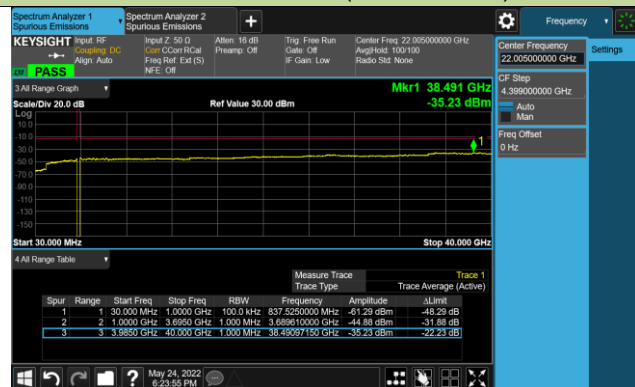 Spectrum Analyzer 1
Spurious Emissions
Spectrum Analyzer 2
Spurious Emissions
+
Frequency
KEYSIGHT
Input: RF
Coupling: DC
Align: Auto
Input Z: 50 Ω
Corr CCorr RCal
Freq Ref: Ext (S)
NFE: Off
Atten: 16 dB
Preamp: Off
Trig: Free Run
Gate: Off
IF Gain: Low
Center Freq: 22.005000000 GHz
Avg|Hold: 100/100
Radio Std: None
PASS
Center Frequency
22.005000000 GHz
Settings
CF Step
4.399000000 GHz
Auto
Man
Freq Offset
0 Hz
3 All Range Graph
Mkr1 38.491 GHz
Scale/Div 20.0 dB
Ref Value 30.00 dBm
-35.23 dBm
Log
10.0
-10.0
-30.0
-50.0
-70.0
-90.0
-110
-130
-150
1
Start 30.000 MHz
Stop 40.000 GHz
4 All Range Table
Measure Trace Trace 1
Trace Type Trace Average (Active)
Spur Range Start Freq Stop Freq RBW Frequency Amplitude ΔLimit
1 1 30.000 MHz 1.0000 GHz 100.0 kHz 837.5250000 MHz -61.29 dBm -48.29 dB
2 2 1.0000 GHz 3.6950 GHz 1.000 MHz 3.689610000 GHz -44.88 dBm -31.88 dB
3 3 3.9850 GHz 40.000 GHz 1.000 MHz 38.49097150 GHz -35.23 dBm -22.23 dB
?
May 24, 2022
6:23:55 PM